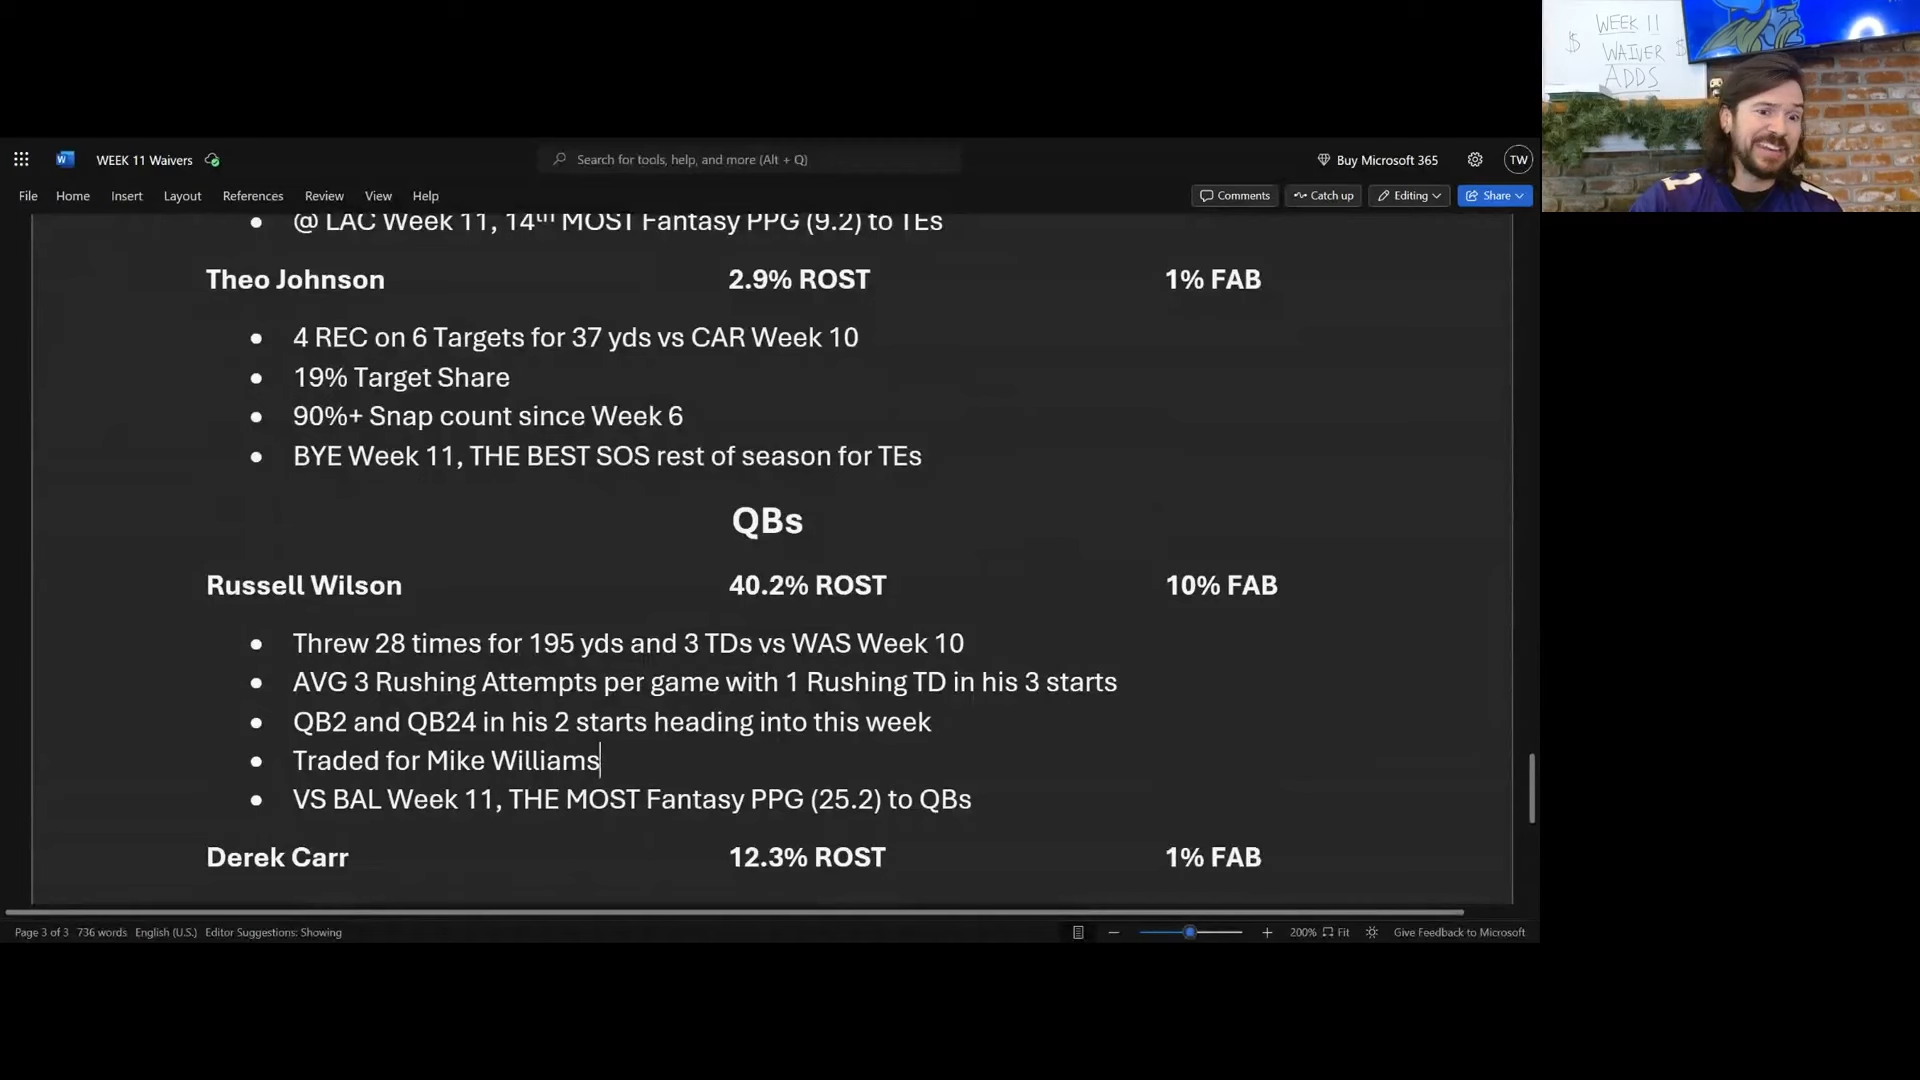 WEEK 11
$ WAIVER $
ADDS
WEEK 11 Waivers
Search for tools, help, and more (Alt + Q)
Buy Microsoft 365
TW
File Home Insert Layout References Review View Help
Comments Catch up Editing Share
@ LAC Week 11, 14th MOST Fantasy PPG (9.2) to TEs
Theo Johnson 2.9% ROST 1% FAB
• 4 REC on 6 Targets for 37 yds vs CAR Week 10
• 19% Target Share
• 90%+ Snap count since Week 6
• BYE Week 11, THE BEST SOS rest of season for TEs
QBs
Russell Wilson 40.2% ROST 10% FAB
• Threw 28 times for 195 yds and 3 TDs vs WAS Week 10
• AVG 3 Rushing Attempts per game with 1 Rushing TD in his 3 starts
• QB2 and QB24 in his 2 starts heading into this week
• Traded for Mike Williams
• VS BAL Week 11, THE MOST Fantasy PPG (25.2) to QBs
Derek Carr 12.3% ROST 1% FAB
Page 3 of 3 736 words English (U.S.) Editor Suggestions: Showing
200% Fit Give Feedback to Microsoft